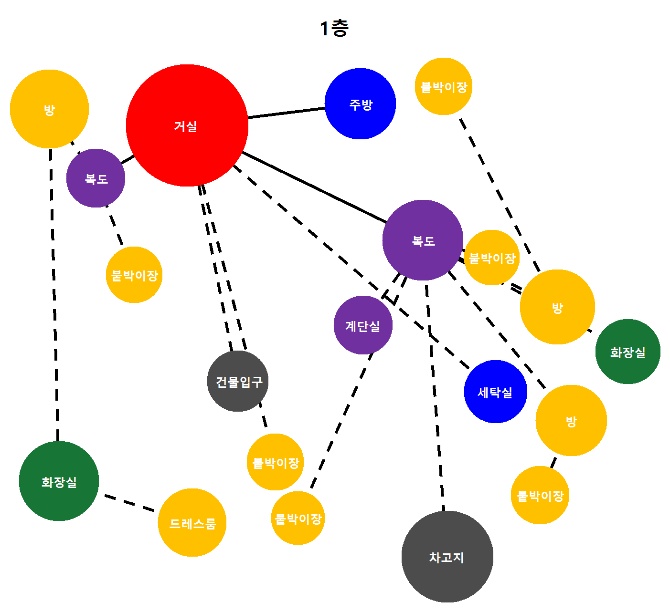 1층
방
거실
주방
붙박이장
복도
복도
붙박이장
붙박이장
방
계단실
화장실
건물입구
세탁실
방
붙박이장
화장실
붙박이장
드레스룸
붙박이장
차고지